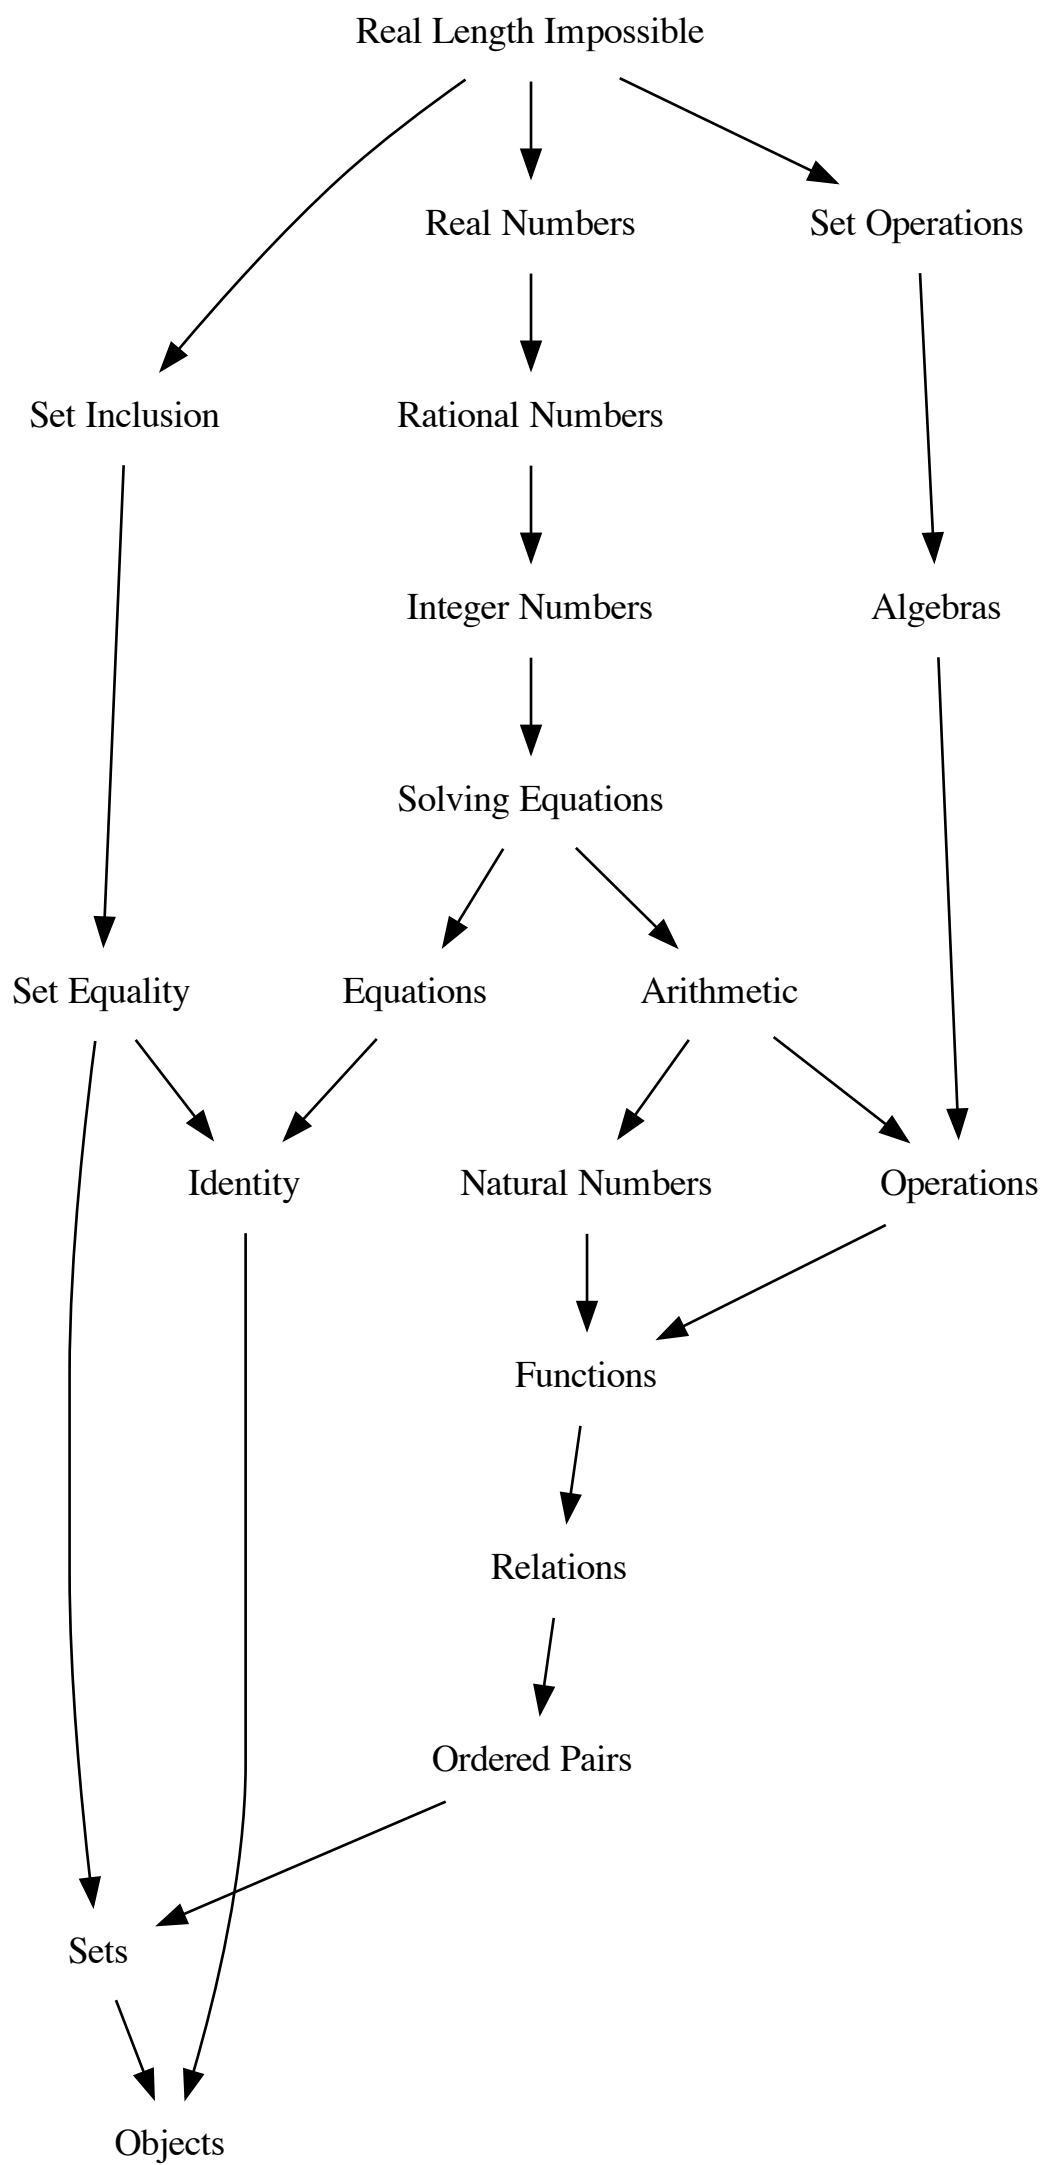 Real Length Impossible
Real Numbers
Set Operations
Set Inclusion
Rational Numbers
Integer Numbers
Algebras
Solving Equations
Set Equality
Equations
Arithmetic
Identity
Natural Numbers
Operations
Functions
Relations
Ordered Pairs
Sets
Objects